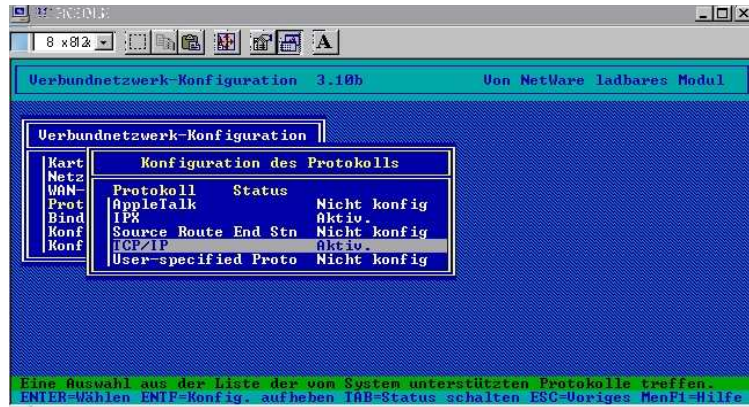 8 x 12
A
Verbundnetzwerk-Konfiguration 3.10b Von NetWare ladbares Modul
Verbundnetzwerk-Konfiguration
Konfiguration des Protokolls
Kart
Netz
WAN-
Prot
Bind
Konf
Konf
Protokoll Status
AppleTalk Nicht konfig
IPX Aktiv.
Source Route End Stn Nicht konfig
TCP/IP Aktiv.
User-specified Proto Nicht konfig
Eine Auswahl aus der Liste der vom System unterstützten Protokolle treffen.
ENTER=Wählen ENTF=Konfig. aufheben TAB=Status schalten ESC=Voriges MenF1=Hilfe